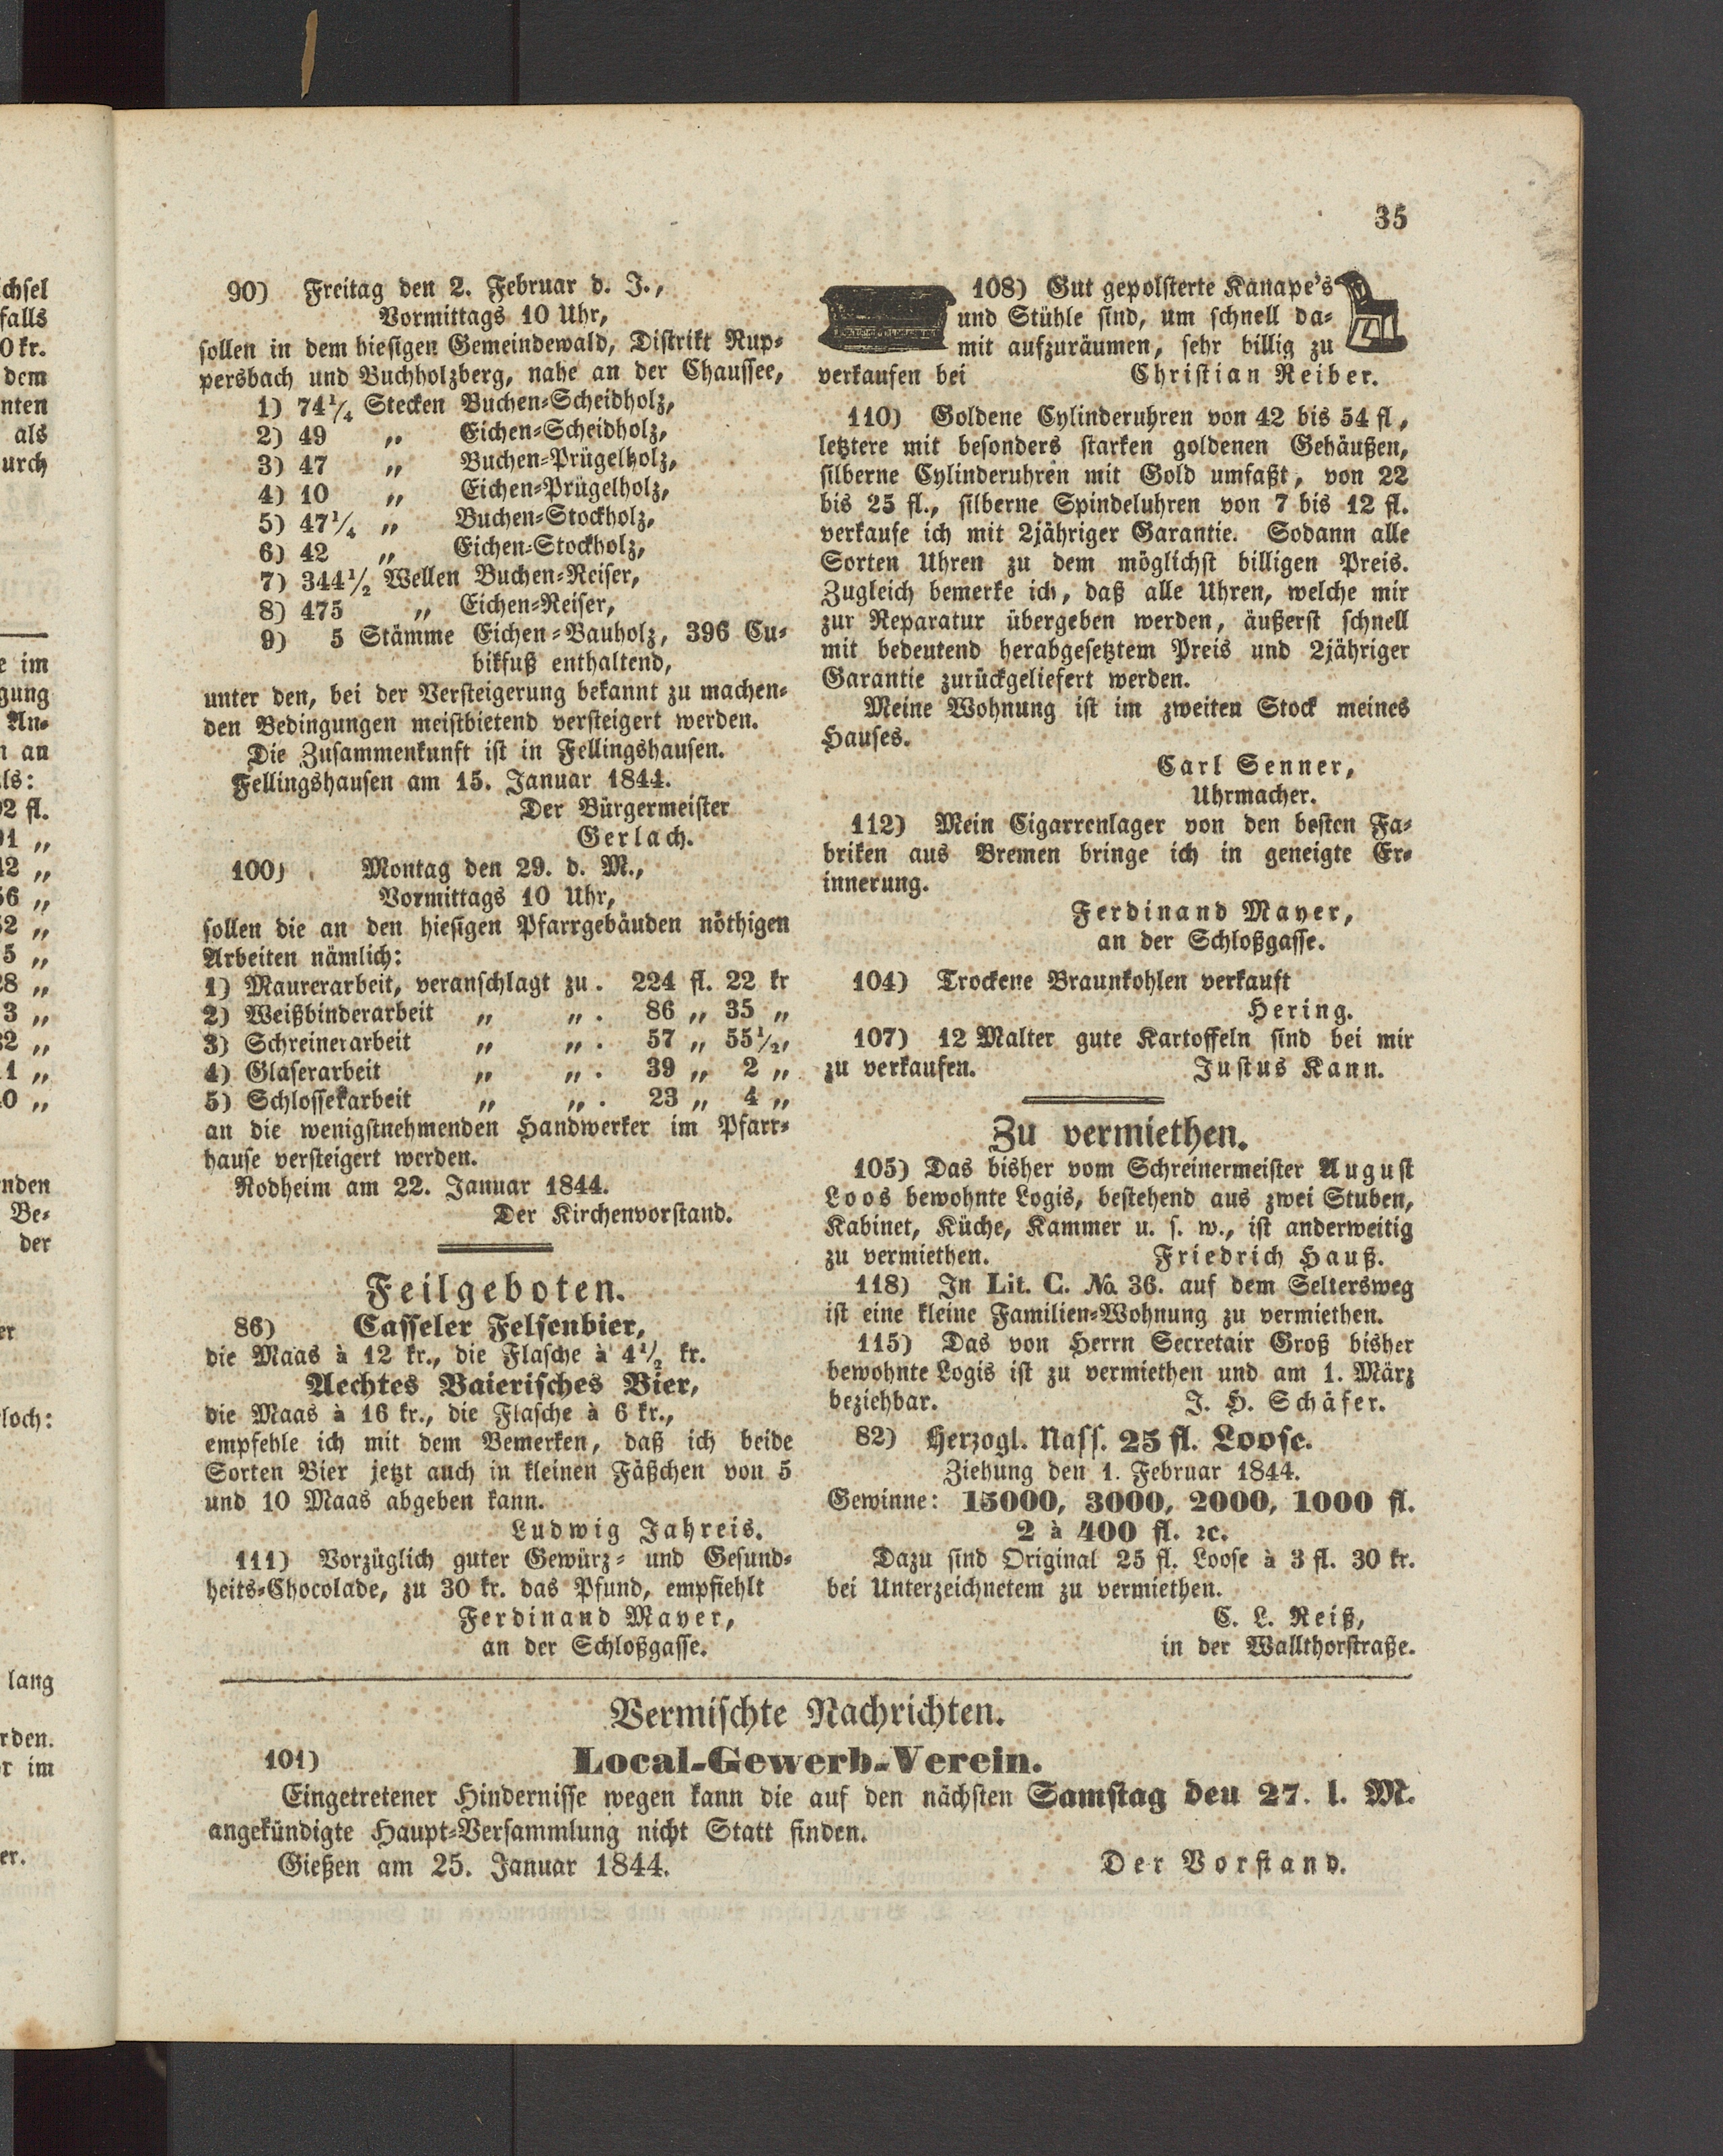 35
90) Freitag den 2. Februar d. J.,
Vormittags 10 Uhr,
sollen in dem hiesigen Gemeindewald, Distrikt Rup-
persbach und Buchholzberg, nahe an der Chaussee,
1) 74 1/4 Stecken Buchen-Scheidholz,
2) 49 „ Eichen-Scheidholz,
3) 47 „ Buchen-Prügelholz,
4) 10 „ Eichen-Prügelholz,
5) 47 1/4 „ Buchen-Stockholz,
6) 42 „ Eichen-Stockholz,
7) 344 1/2 Wellen Buchen-Reiser,
8) 475 „ Eichen-Reiser,
9) 5 Stämme Eichen-Bauholz, 396 Cu-
bikfuß enthaltend,
unter den, bei der Versteigerung bekannt zu machen-
den Bedingungen meistbietend versteigert werden.
Die Zusammenkunft ist in Fellingshausen.
Fellingshausen am 15. Januar 1844.
Der Bürgermeister
Gerlach.
100) Montag den 29. d. M.,
Vormittags 10 Uhr,
sollen die an den hiesigen Pfarrgebäuden nöthigen
Arbeiten nämlich:
1) Maurerarbeit, veranschlagt zu . 224 fl. 22 kr
2) Weißbinderarbeit „ „ . 86 „ 35 „
3) Schreinerarbeit „ „ . 57 „ 55 1/2 „
4) Glaserarbeit „ „ . 39 „ 2 „
5) Schlosserarbeit „ „ . 23 „ 4 „
an die wenigstnehmenden Handwerker im Pfarr-
hause versteigert werden.
Rodheim am 22. Januar 1844.
Der Kirchenvorstand.
Feilgeboten.
86) Casseler Felsenbier,
die Maas à 12 kr., die Flasche à 4 1/2 kr.
Aechtes Baierisches Bier,
die Maas à 16 kr., die Flasche à 6 kr.,
empfehle ich mit dem Bemerken, daß ich beide
Sorten Bier jetzt auch in kleinen Fäßchen von 5
und 10 Maas abgeben kann.
Ludwig Jahreis.
111) Vorzüglich guter Gewürz- und Gesund-
heits-Chocolade, zu 30 kr. das Pfund, empfiehlt
Ferdinand Mayer,
an der Schloßgasse.
108) Gut gepolsterte Kanape's
und Stühle sind, um schnell da-
mit aufzuräumen, sehr billig zu
verkaufen bei Christian Reiber.
110) Goldene Cylinderuhren von 42 bis 54 fl,
letztere mit besonders starken goldenen Gehäußen,
silberne Cylinderuhren mit Gold umfaßt, von 22
bis 25 fl., silberne Spindeluhren von 7 bis 12 fl.
verkaufe ich mit 2jähriger Garantie. Sodann alle
Sorten Uhren zu dem möglichst billigen Preis.
Zugleich bemerke ich, daß alle Uhren, welche mir
zur Reparatur übergeben werden, äußerst schnell
mit bedeutend herabgesetztem Preis und 2jähriger
Garantie zurückgeliefert werden.
Meine Wohnung ist im zweiten Stock meines
Hauses.
Carl Senner,
Uhrmacher.
112) Mein Cigarrenlager von den besten Fa-
briken aus Bremen bringe ich in geneigte Er-
innerung.
Ferdinand Mayer,
an der Schloßgasse.
104) Trockene Braunkohlen verkauft
Hering.
107) 12 Malter gute Kartoffeln sind bei mir
zu verkaufen. Justus Kann.
Zu vermiethen.
105) Das bisher vom Schreinermeister August
Loos bewohnte Logis, bestehend aus zwei Stuben,
Kabinet, Küche, Kammer u. s. w., ist anderweitig
zu vermiethen. Friedrich Hauß.
118) In Lit. C. No. 36. auf dem Seltersweg
ist eine kleine Familien-Wohnung zu vermiethen.
115) Das von Herrn Secretair Groß bisher
bewohnte Logis ist zu vermiethen und am 1. März
beziehbar. J. H. Schäfer.
82) Herzogl. Nass. 25 fl. Loose.
Ziehung den 1. Februar 1844.
Gewinne: 15000, 3000, 2000, 1000 fl.
2 à 400 fl. ꝛc.
Dazu sind Original 25 fl. Loose à 3 fl. 30 kr.
bei Unterzeichnetem zu vermiethen.
C. L. Reiß,
in der Wallthorstraße.
Vermischte Nachrichten.
101) Local-Gewerb-Verein.
Eingetretener Hindernisse wegen kann die auf den nächsten Samstag den 27. l. M.
angekündigte Haupt-Versammlung nicht Statt finden.
Gießen am 25. Januar 1844. Der Vorstand.